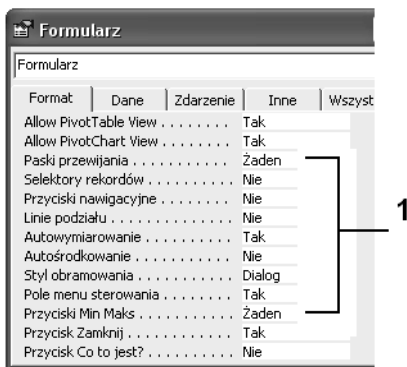 Formularz
Formularz
Format Dane Zdarzenie Inne Wszyst
Allow PivotTable View . . . . . . . . Tak
Allow PivotChart View . . . . . . . . Tak
Paski przewijania . . . . . . . . . . . Żaden
Selektory rekordów . . . . . . . . . . Nie
Przyciski nawigacyjne . . . . . . . . Nie
Linie podziału . . . . . . . . . . . . . . Nie
Autowymiarowanie . . . . . . . . . . Tak
Autośrodkowanie . . . . . . . . . . . Nie
Styl obramowania . . . . . . . . . . . Dialog
Pole menu sterowania . . . . . . . . Tak
Przyciski Min Maks . . . . . . . . . . . Żaden
Przycisk Zamknij . . . . . . . . . . . . Tak
Przycisk Co to jest? . . . . . . . . . . Nie
1